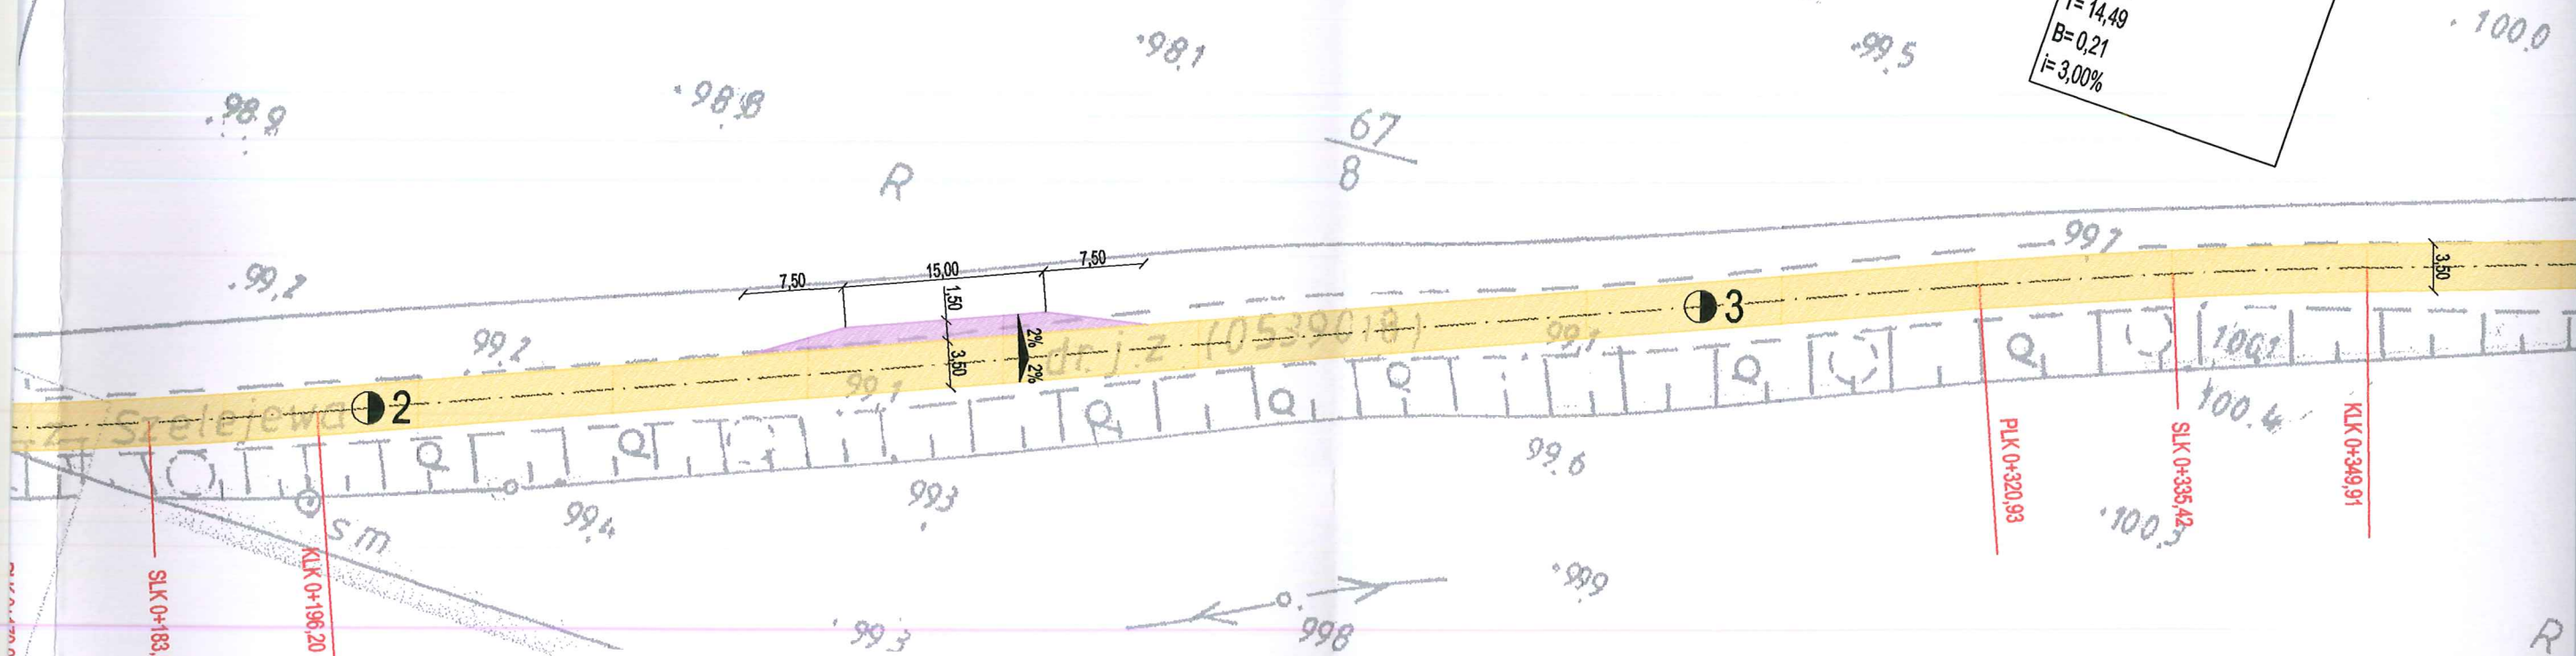 T= 14,49
B= 0,21
i= 3,00%
100.0
99.5
98.1
98.8
98.9
67
8
R
99.2
7,50
15,00
7,50
1,50
3,50
2%
2%
99.2
99.1
dr. j. z (0539018)
z Szelejewa
2
3
99.1
99.7
3,50
100.1
100.4
PLK 0+320,93
SLK 0+335,42
KLK 0+349,91
99.6
99.3
99.4
sm
SLK 0+183,
KLK 0+196,20
100.3
99.9
99.8
99.3
R